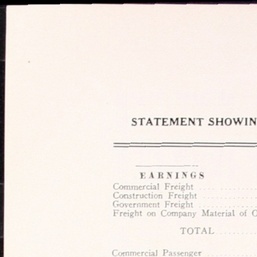 STATEMENT SHOWIN
EARNINGS
Commercial Freight
Construction Freight
Government Freight
Freight on Company Material of
TOTAL
Commercial Passenger